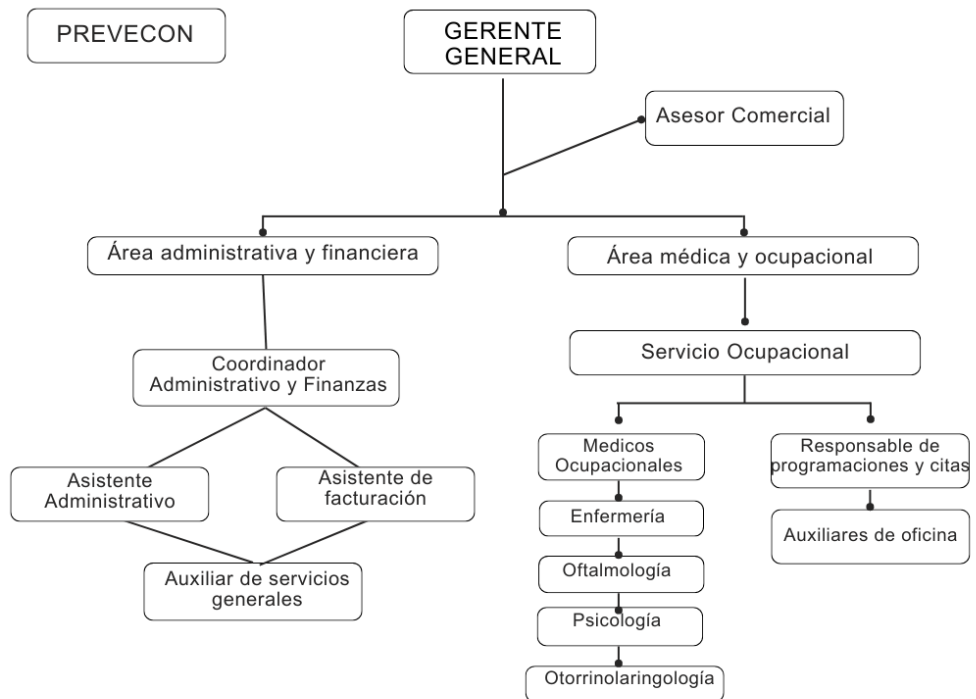 PREVECON
GERENTE
GENERAL
Asesor Comercial
Área administrativa y financiera
Área médica y ocupacional
Coordinador
Administrativo y Finanzas
Servicio Ocupacional
Asistente
Administrativo
Asistente de
facturación
Auxiliar de servicios
generales
Medicos
Ocupacionales
Enfermería
Oftalmología
Psicología
Otorrinolaringología
Responsable de
programaciones y citas
Auxiliares de oficina